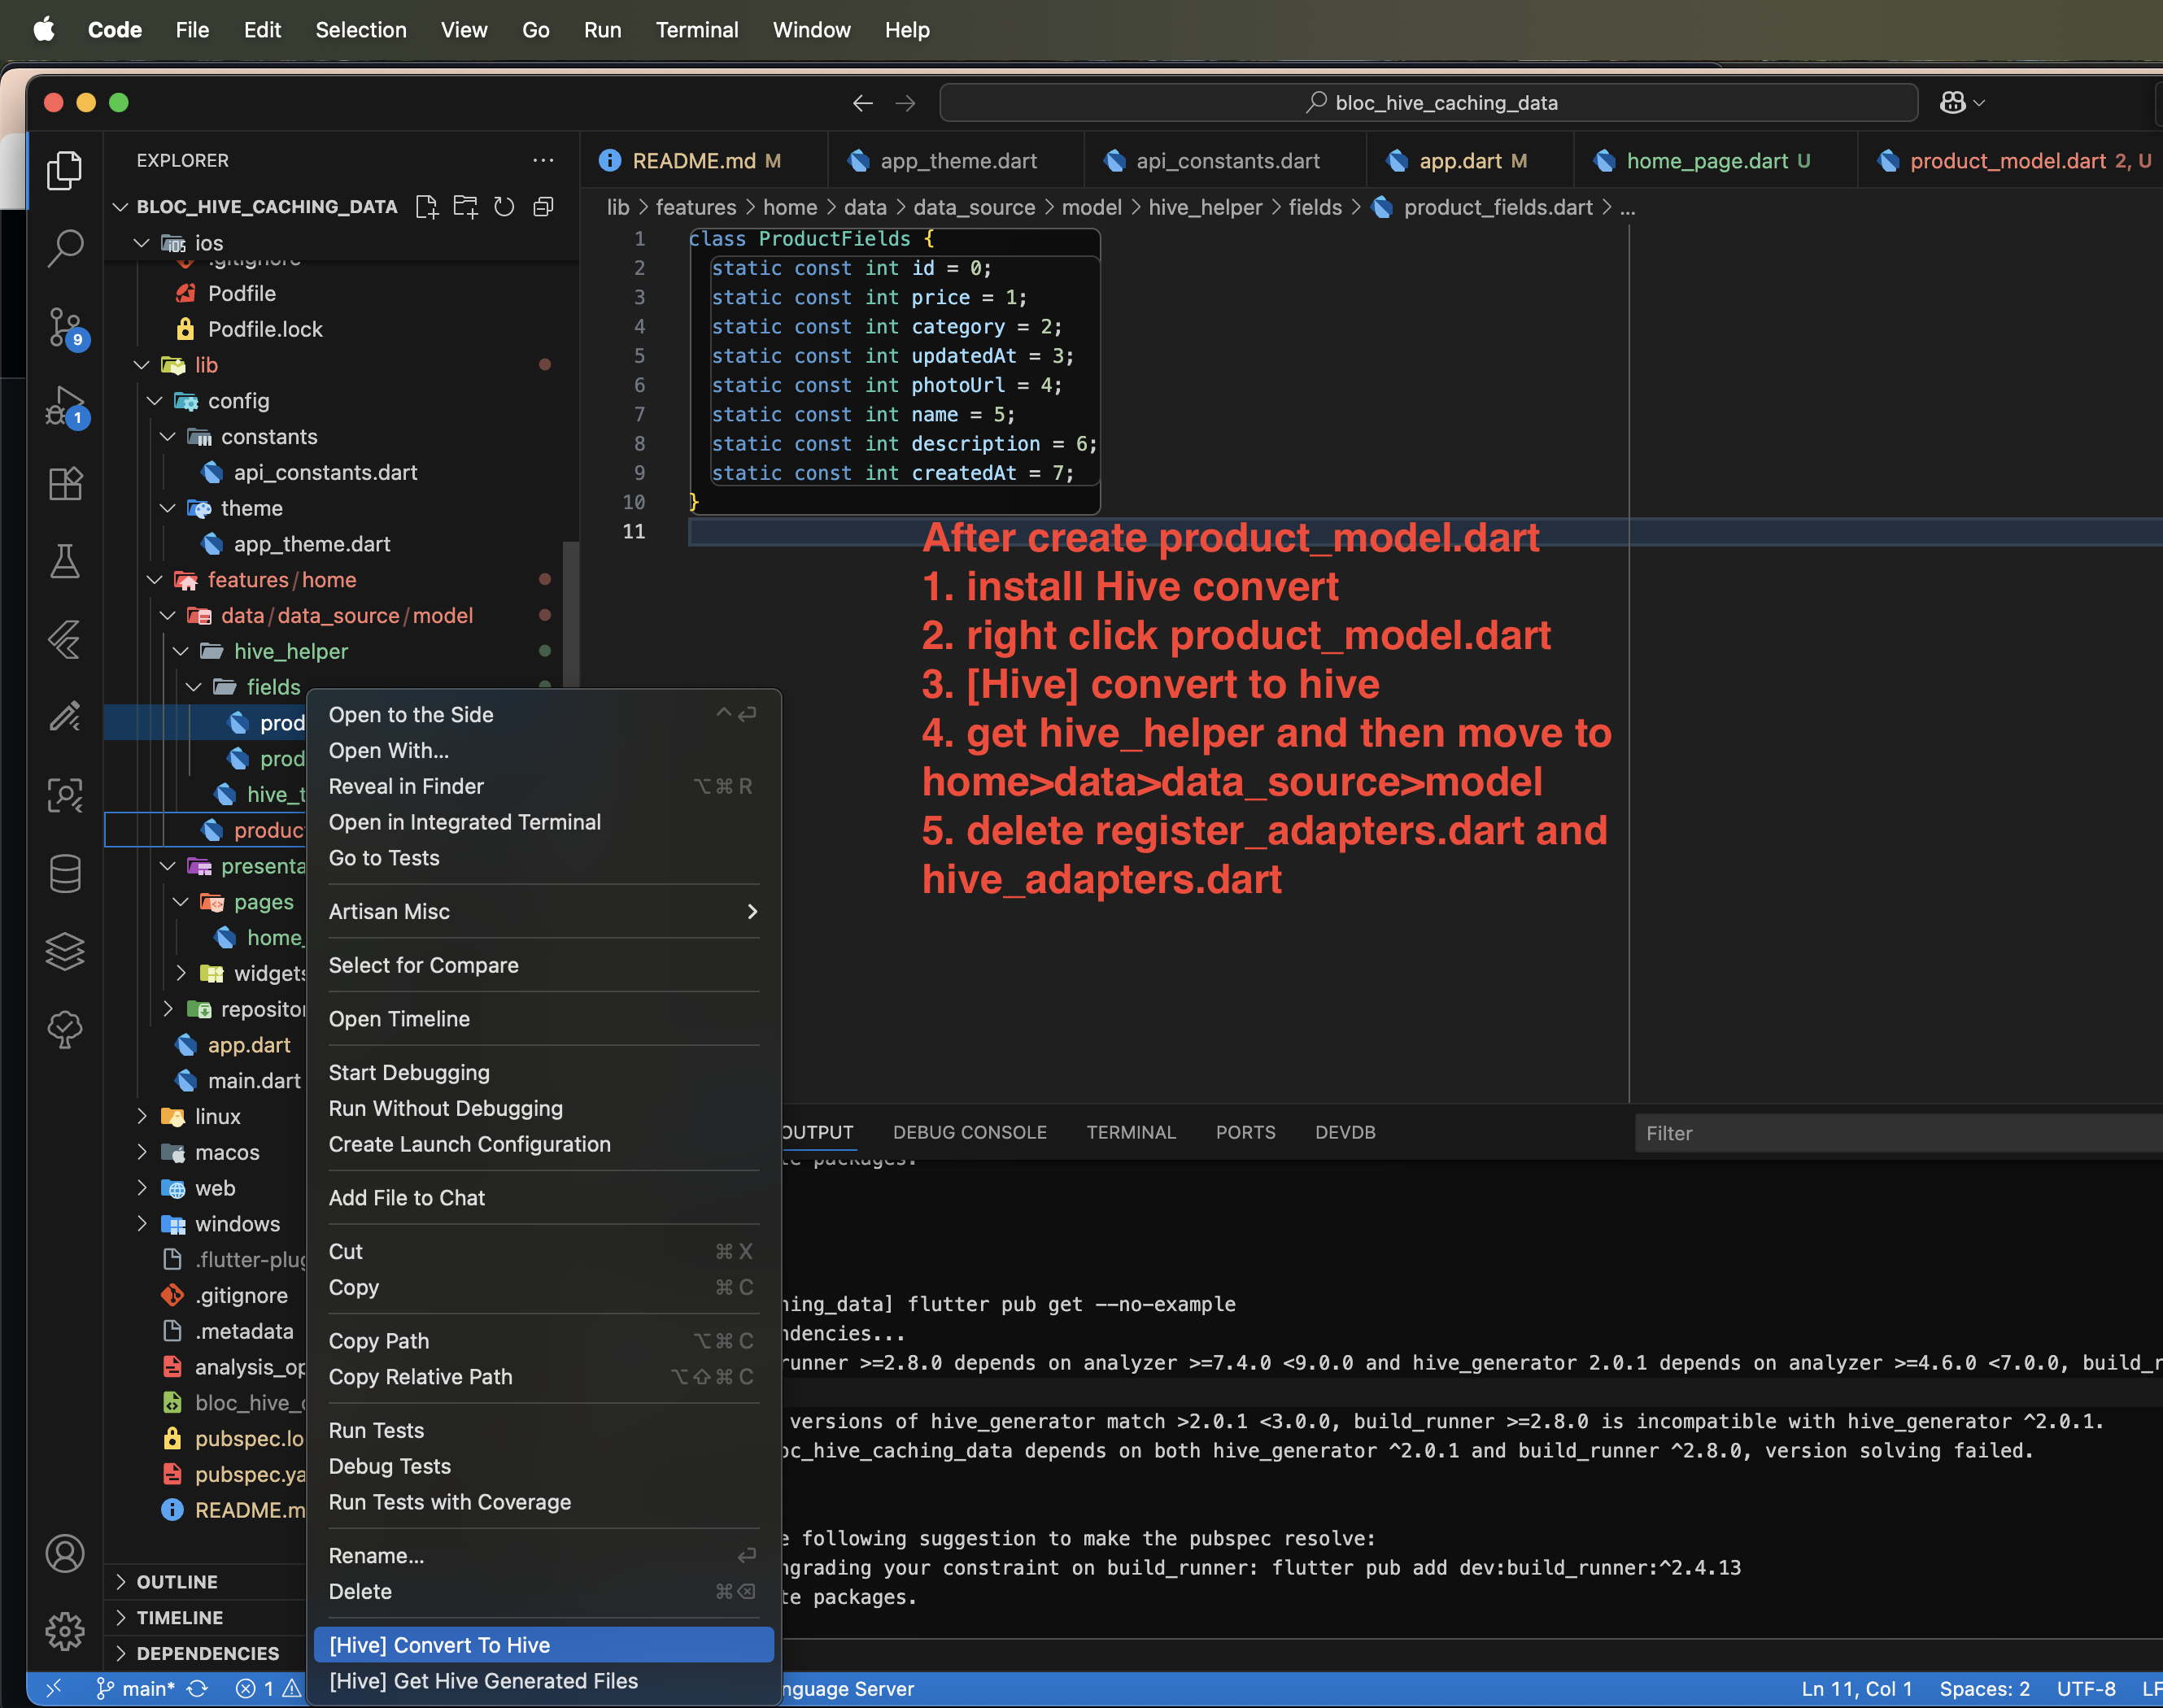 Code File Edit Selection View Go Run Terminal Window Help
bloc_hive_caching_data
EXPLORER
README.md M
app_theme.dart
api_constants.dart
app.dart M
home_page.dart U
product_model.dart 2, U
BLOC_HIVE_CACHING_DATA
lib > features > home > data > data_source > model > hive_helper > fields > product_fields.dart > ...
ios
.gitignore
Podfile
Podfile.lock
lib
config
constants
api_constants.dart
theme
app_theme.dart
features/home
data/data_source/model
hive_helper
fields
prod
prod
hive_t
produc
presenta
pages
home_
widgets
reposito
app.dart
main.dart
linux
macos
web
windows
.flutter-plug
.gitignore
.metadata
analysis_op
bloc_hive_c
pubspec.lo
pubspec.ya
README.m
OUTLINE
TIMELINE
DEPENDENCIES
9
1
1 class ProductFields {
2 static const int id = 0;
3 static const int price = 1;
4 static const int category = 2;
5 static const int updatedAt = 3;
6 static const int photoUrl = 4;
7 static const int name = 5;
8 static const int description = 6;
9 static const int createdAt = 7;
10 }
11
After create product_model.dart
1. install Hive convert
2. right click product_model.dart
3. [Hive] convert to hive
4. get hive_helper and then move to
home>data>data_source>model
5. delete register_adapters.dart and
hive_adapters.dart
Open to the Side ^⏎
Open With...
Reveal in Finder ⌥⌘R
Open in Integrated Terminal
Go to Tests
Artisan Misc >
Select for Compare
Open Timeline
Start Debugging
Run Without Debugging
Create Launch Configuration
Add File to Chat
Cut ⌘X
Copy ⌘C
Copy Path ⌥⌘C
Copy Relative Path ⌥⇧⌘C
Run Tests
Debug Tests
Run Tests with Coverage
Rename... ⏎
Delete ⌘⌫
[Hive] Convert To Hive
[Hive] Get Hive Generated Files
OUTPUT DEBUG CONSOLE TERMINAL PORTS DEVDB
Filter
te packages.
hing_data] flutter pub get --no-example
ndencies...
runner >=2.8.0 depends on analyzer >=7.4.0 <9.0.0 and hive_generator 2.0.1 depends on analyzer >=4.6.0 <7.0.0, build_r
versions of hive_generator match >2.0.1 <3.0.0, build_runner >=2.8.0 is incompatible with hive_generator ^2.0.1.
oc_hive_caching_data depends on both hive_generator ^2.0.1 and build_runner ^2.8.0, version solving failed.
e following suggestion to make the pubspec resolve:
ngrading your constraint on build_runner: flutter pub add dev:build_runner:^2.4.13
te packages.
main* 1
nguage Server
Ln 11, Col 1 Spaces: 2 UTF-8 LF